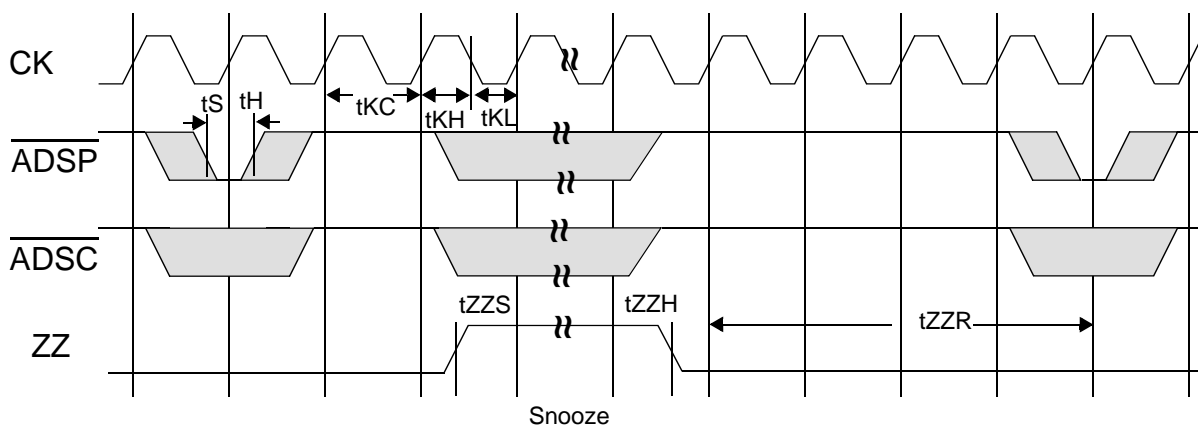 CK
tS
tH
tKC
tKH
tKL
ADSP
ADSC
tZZS
tZZH
ZZ
tZZR
Snooze